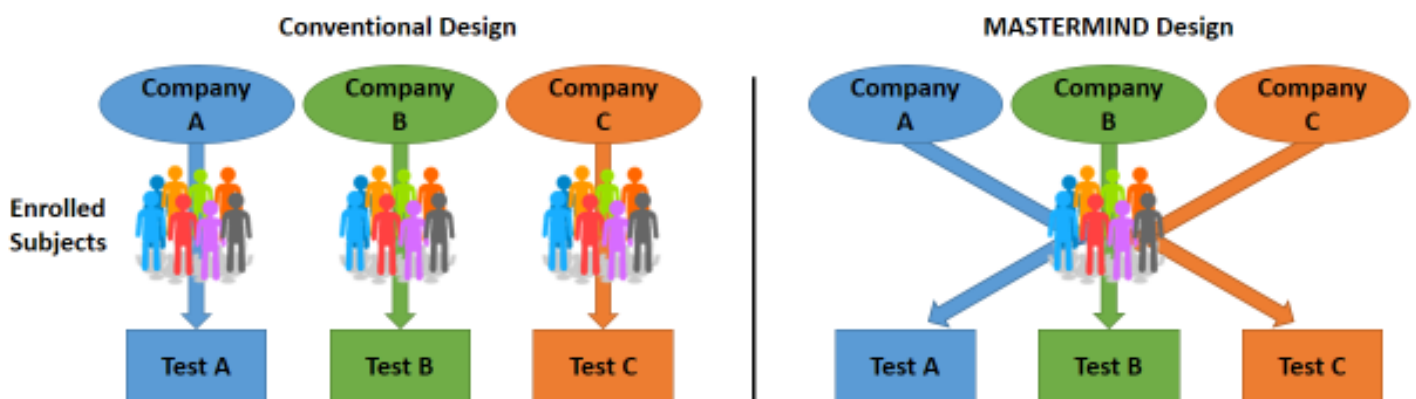 Conventional Design
MASTERMIND Design
Company
A
Company
B
Company
C
Company
A
Company
B
Company
C
Enrolled
Subjects
Test A
Test B
Test C
Test A
Test B
Test C